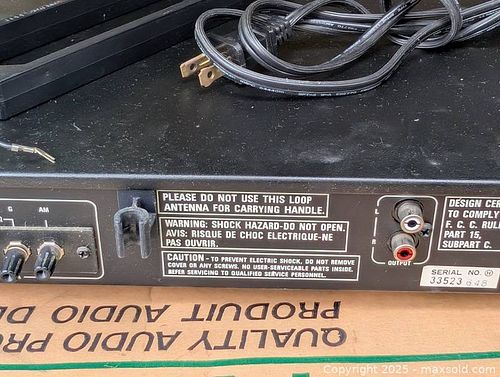 G
AM
PLEASE DO NOT USE THIS LOOP
ANTENNA FOR CARRYING HANDLE.
WARNING: SHOCK HAZARD-DO NOT OPEN.
AVIS: RISQUE DE CHOC ELECTRIQUE-NE
PAS OUVRIR.
CAUTION - TO PREVENT ELECTRIC SHOCK, DO NOT REMOVE
COVER OR ANY SCREWS. NO USER-SERVICEABLE PARTS INSIDE.
REFER SERVICING TO QUALIFIED SERVICE PERSONNEL.
L
R
OUTPUT
DESIGN CER
TO COMPLY
F. C. C. RUL
PART 15,
SUBPART C.
SERIAL NO. H
33523 648
QUALITY AUDIO PRO
PRODUIT AUDIO DE
Copyright 2025 - maxsold.com